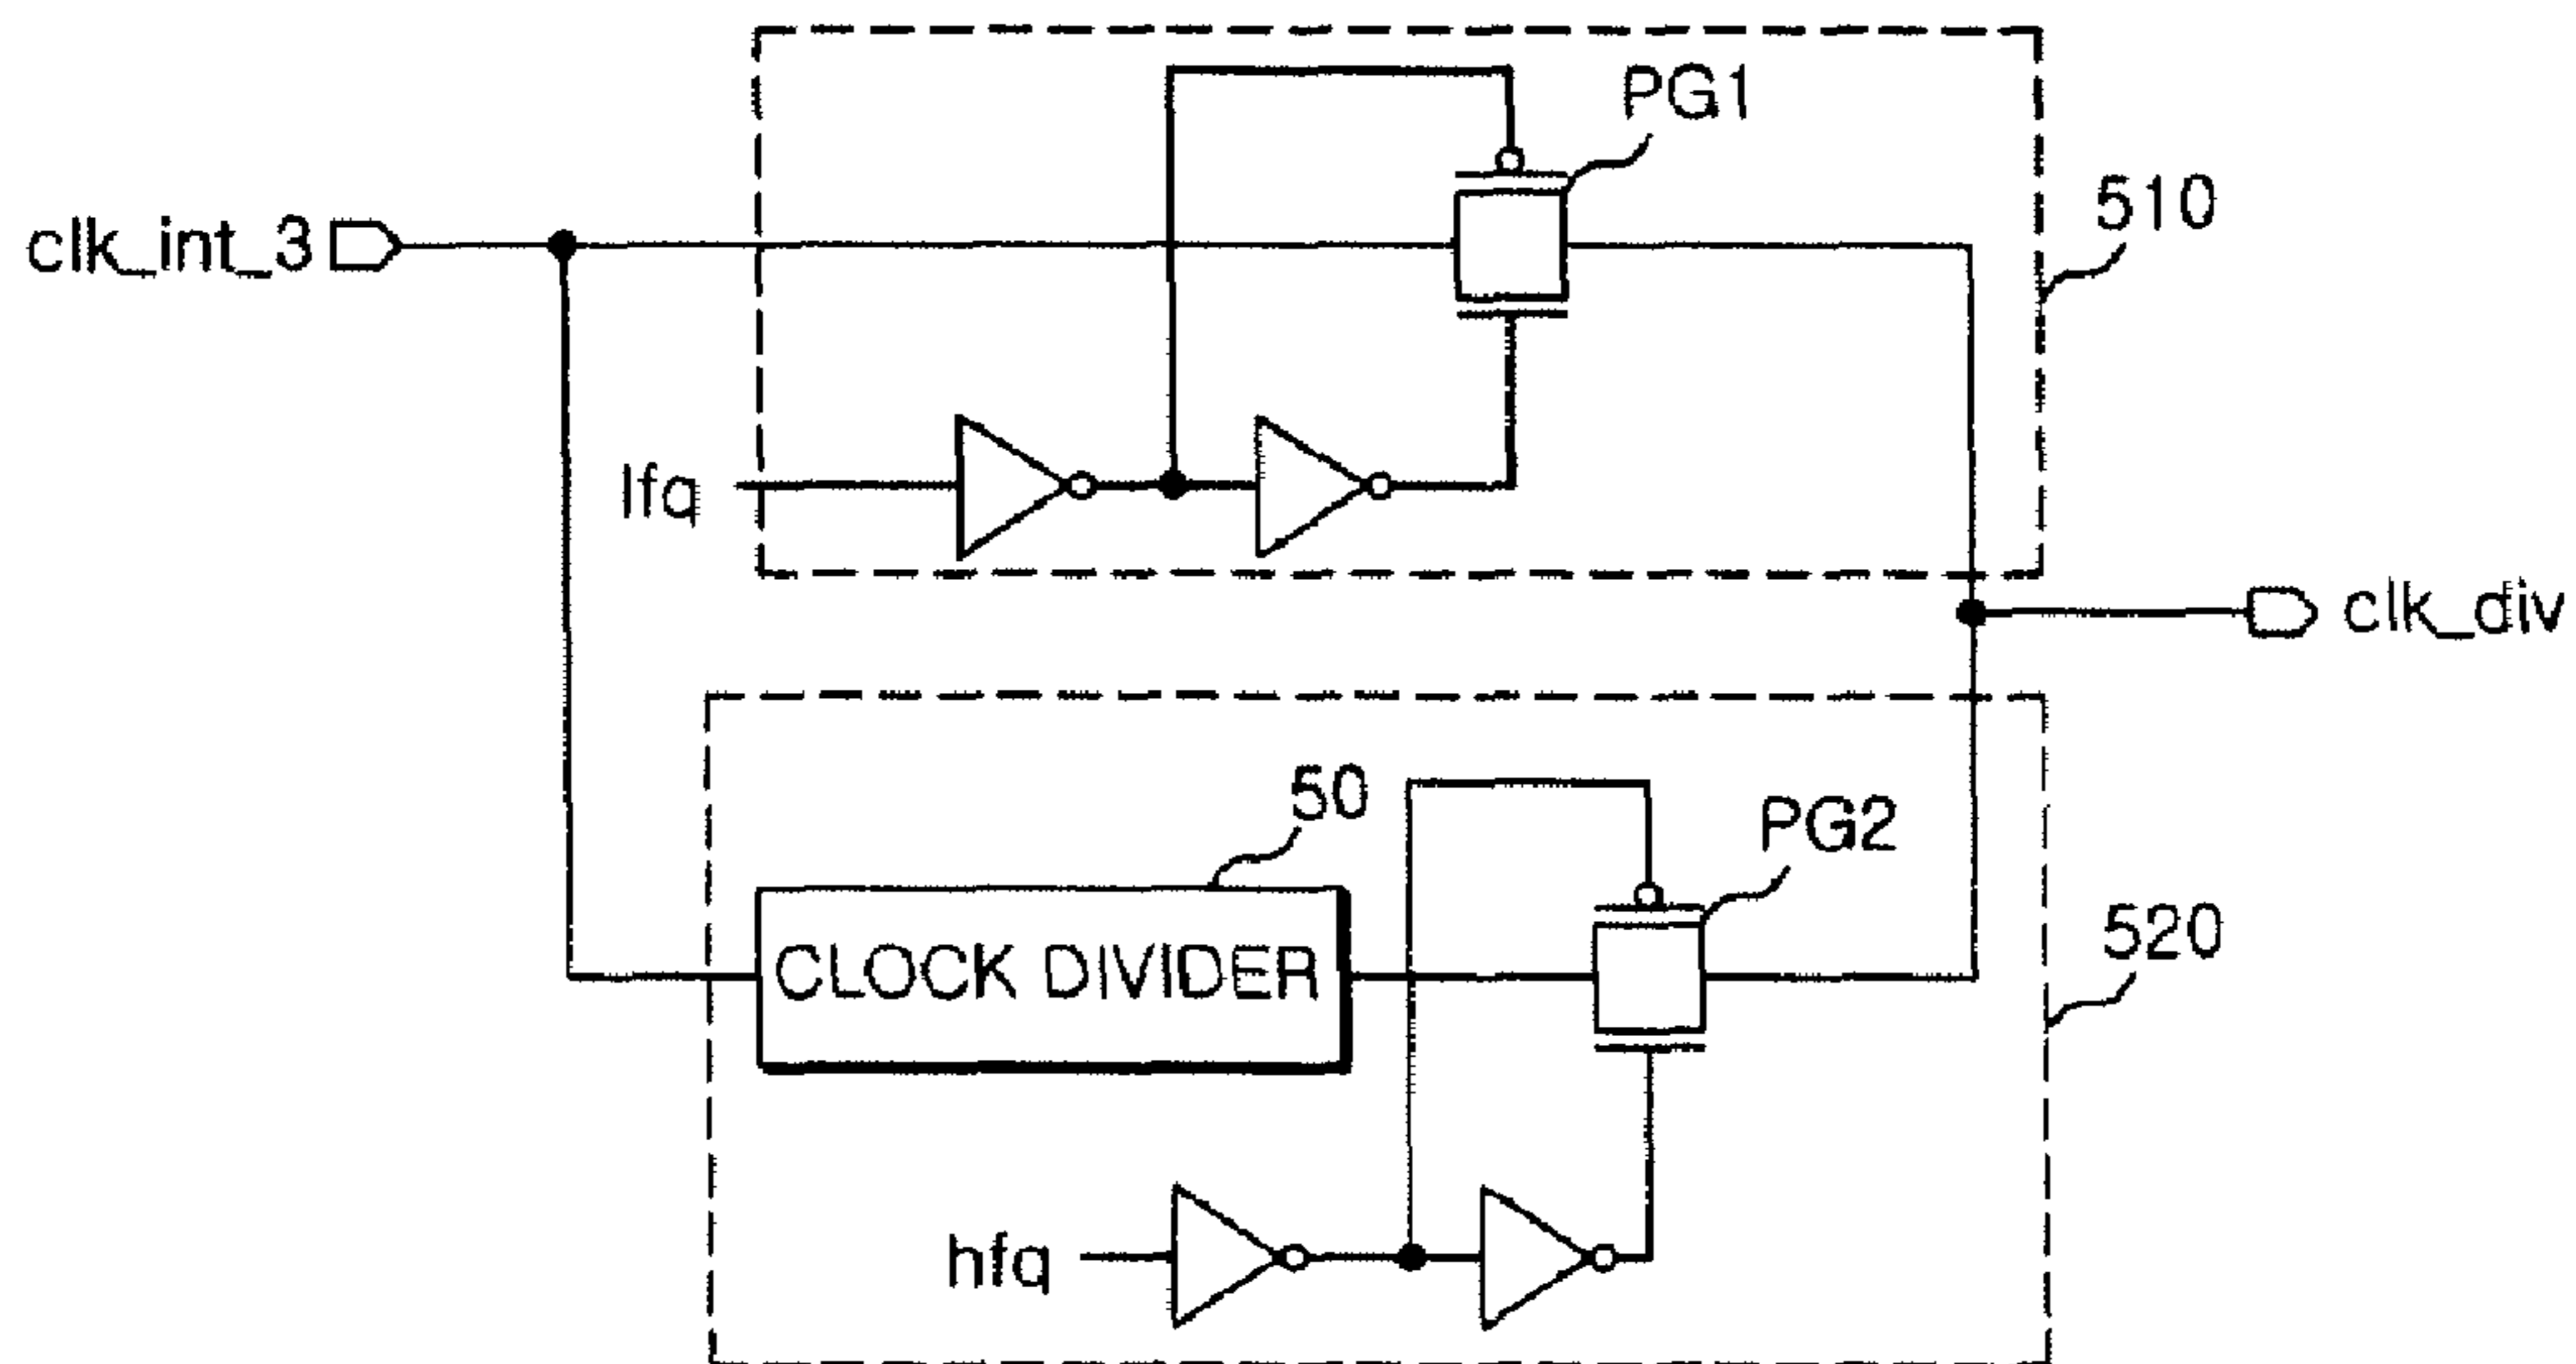 PG1
510
clk_int_3
lfq
clk_div
50
PG2
520
CLOCK DIVIDER
hfq